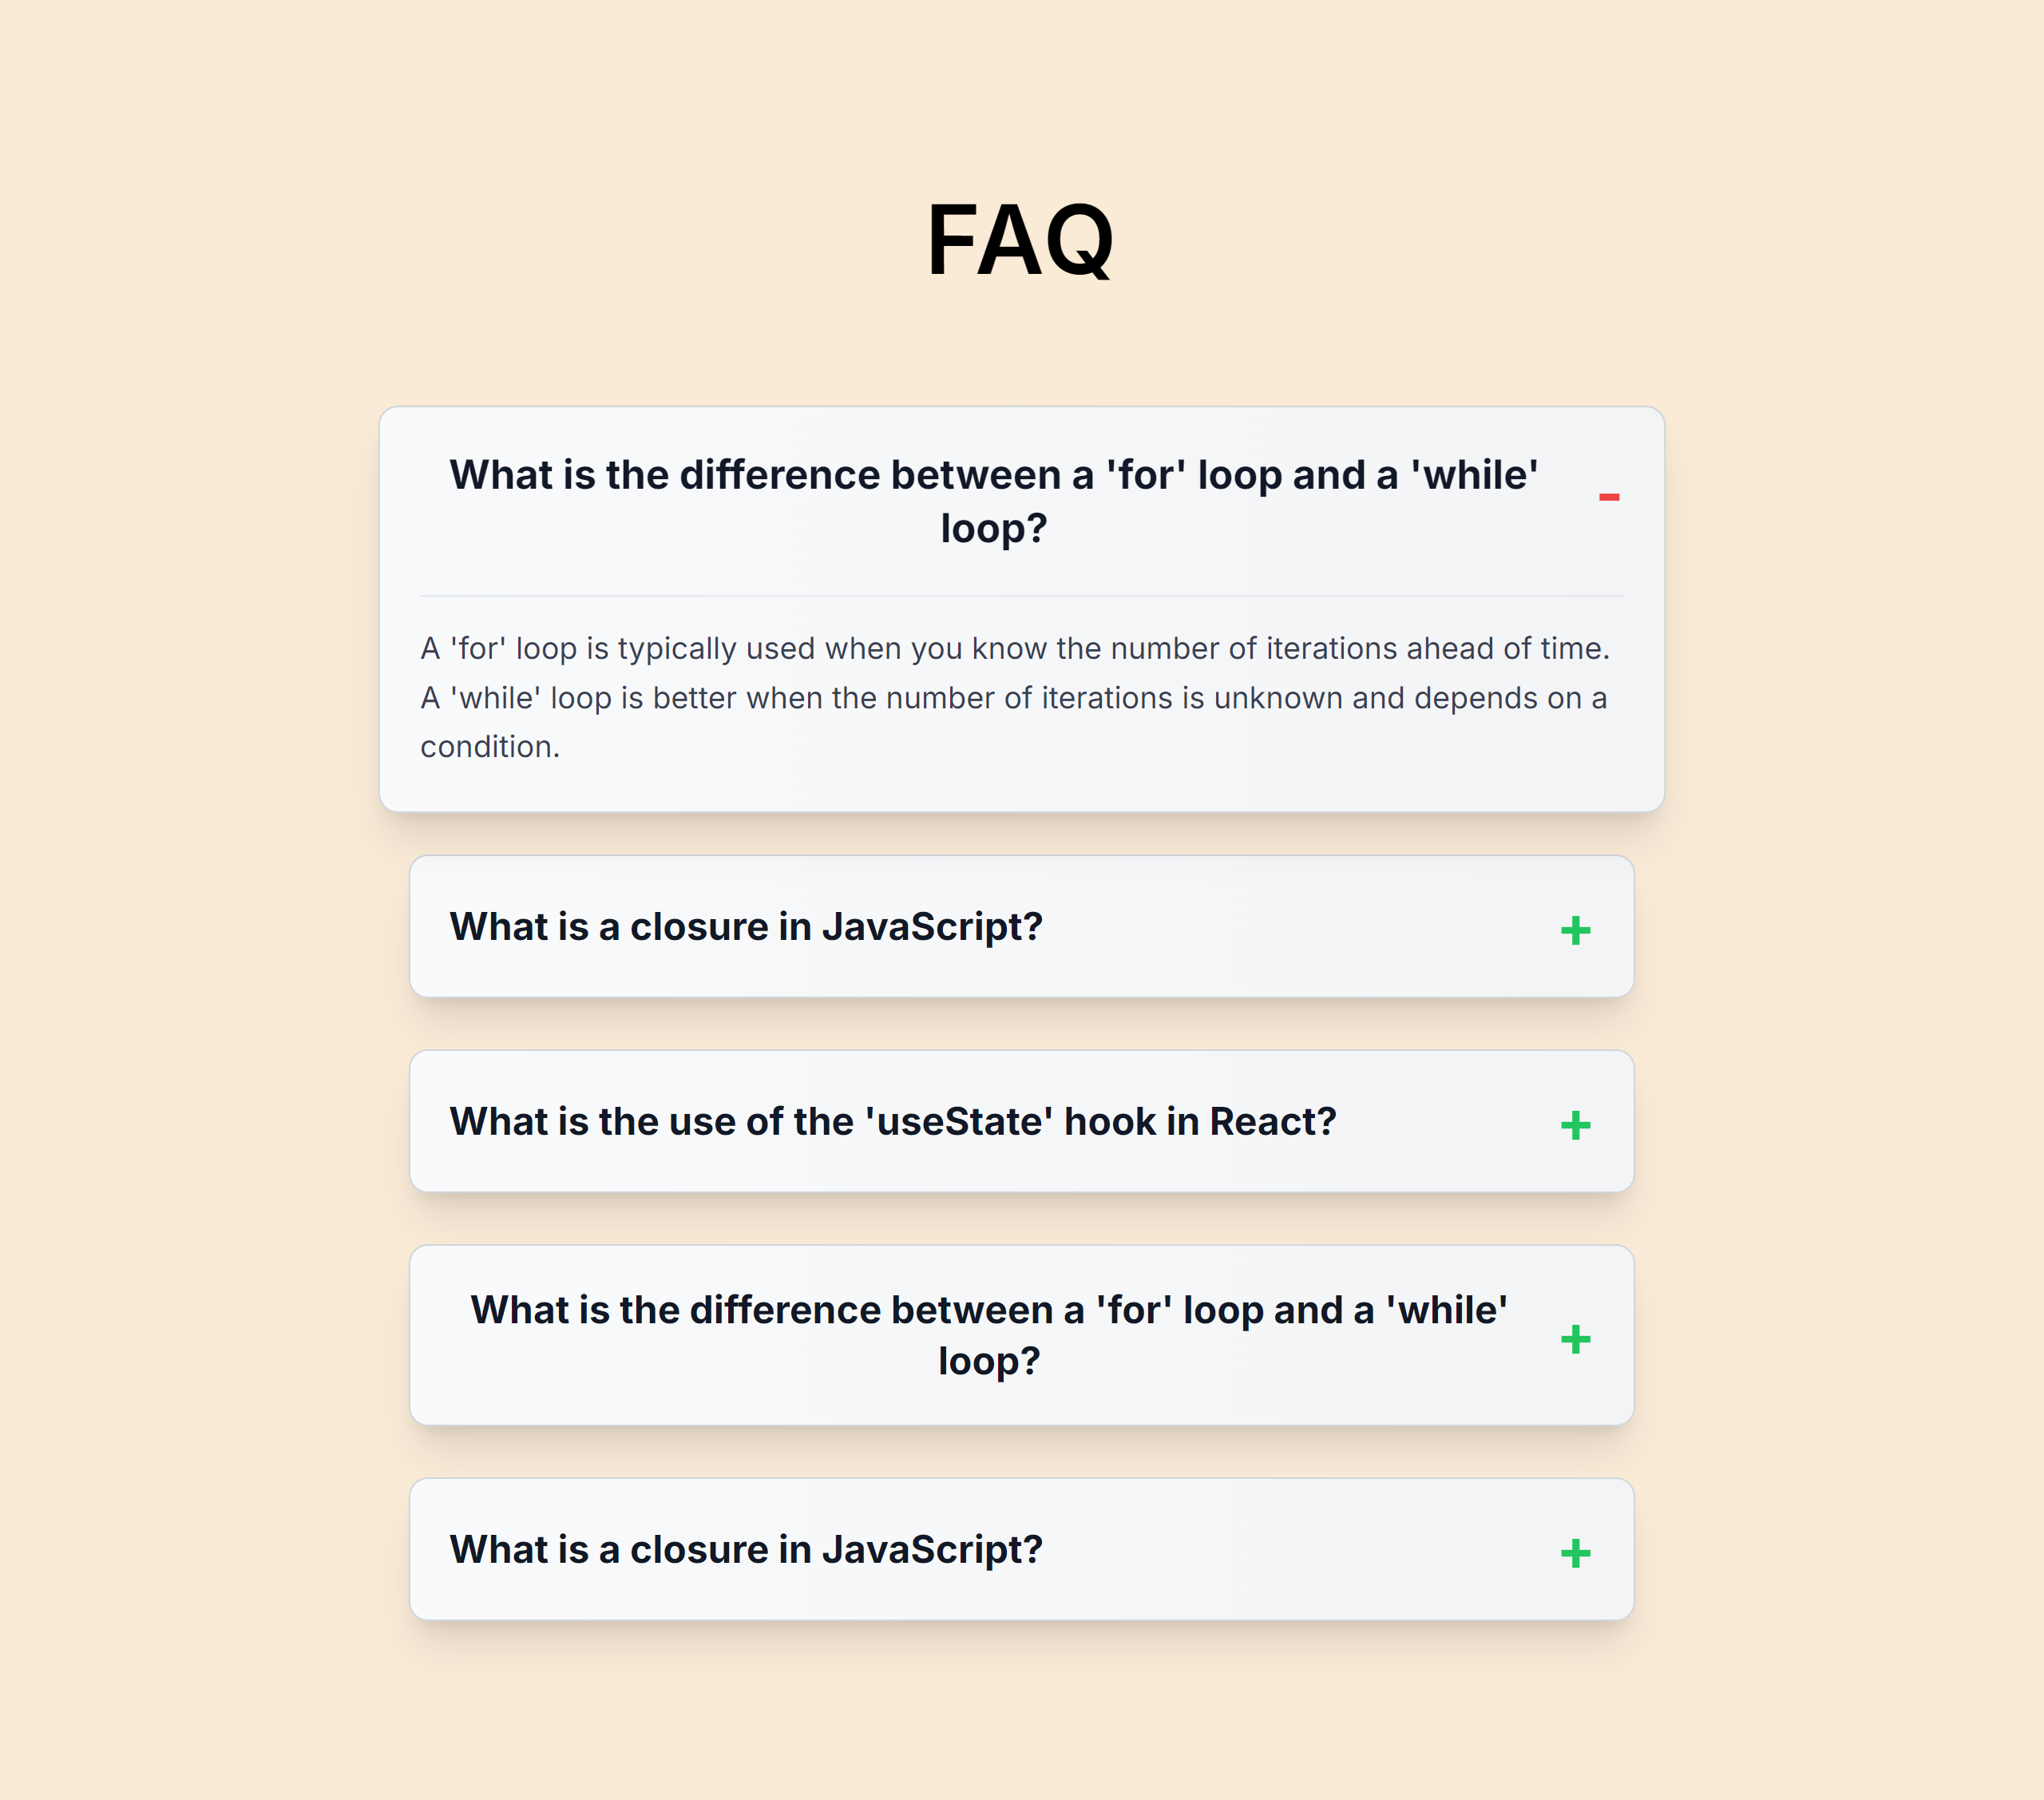 FAQ
What is the difference between a 'for' loop and a 'while'
loop?
-
A 'for' loop is typically used when you know the number of iterations ahead of time.
A 'while' loop is better when the number of iterations is unknown and depends on a
condition.
What is a closure in JavaScript?
+
What is the use of the 'useState' hook in React?
+
What is the difference between a 'for' loop and a 'while'
loop?
+
What is a closure in JavaScript?
+